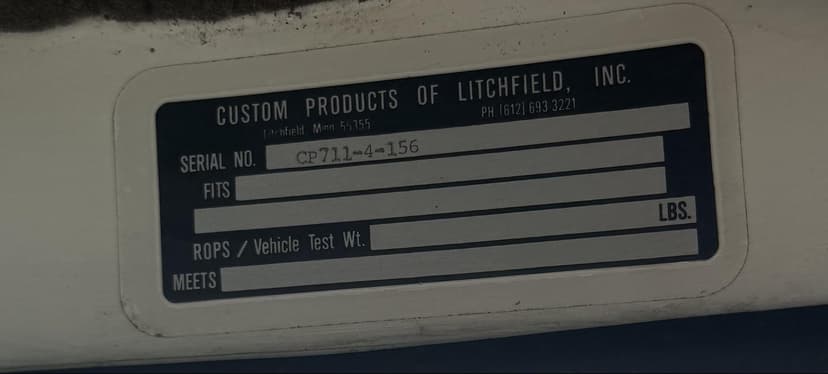 CUSTOM PRODUCTS OF LITCHFIELD, INC.
Litchfield Minn 55355 PH. (612) 693 3221
SERIAL NO. CP711-4-156
FITS
ROPS / Vehicle Test Wt. LBS.
MEETS